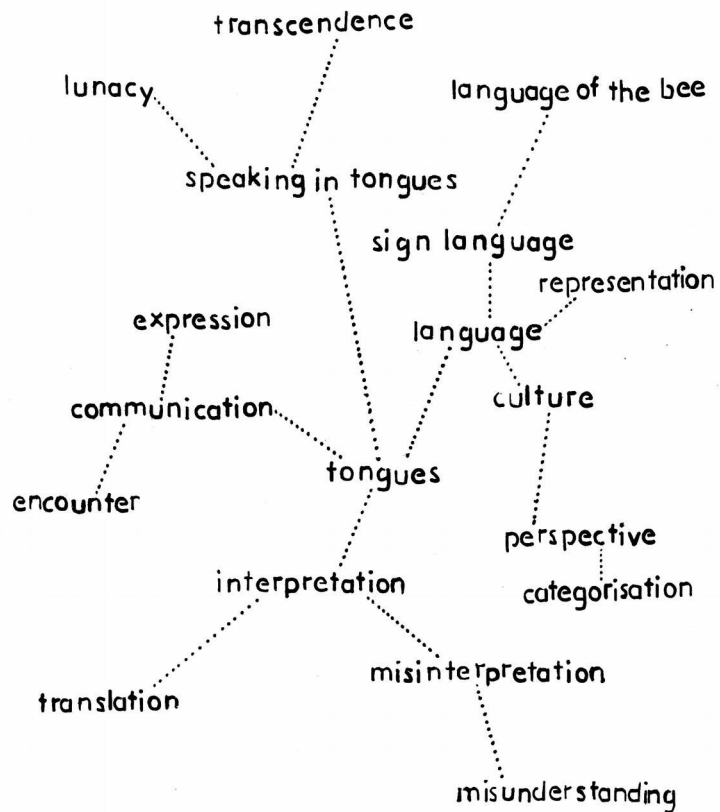 transcendence
lunacy
language of the bee
speaking in tongues
sign language
representation
expression
language
culture
communication
tongues
encounter
perspective
interpretation
categorisation
misinterpretation
translation
misunderstanding